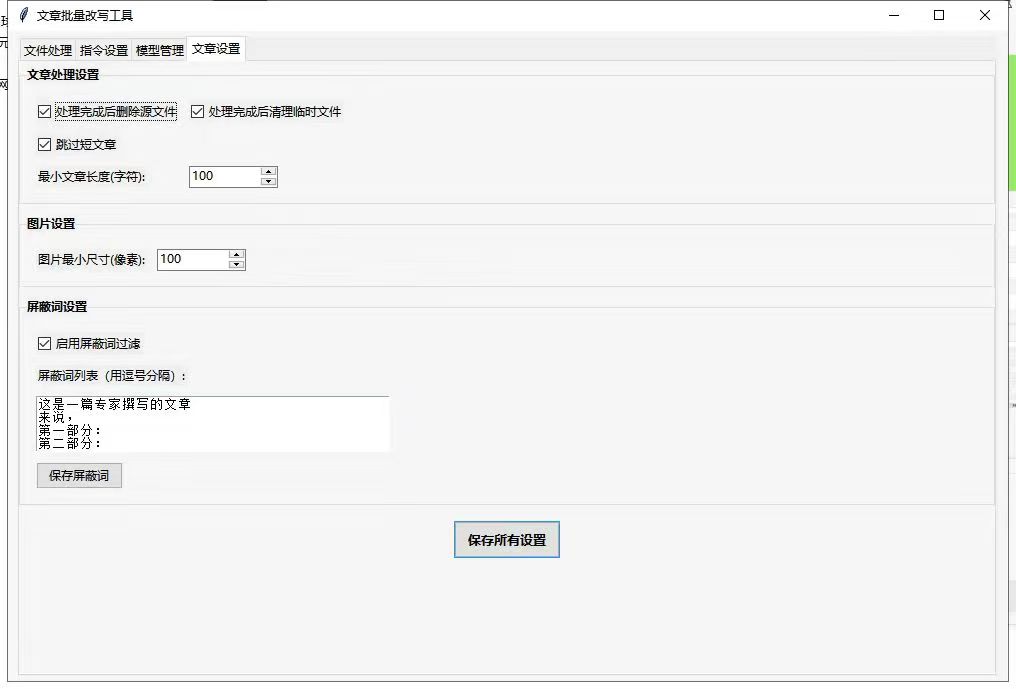 文章批量改写工具
文件处理 指令设置 模型管理 文章设置
文章处理设置
处理完成后删除源文件 处理完成后清理临时文件
跳过短文章
最小文章长度(字符): 100
图片设置
图片最小尺寸(像素): 100
屏蔽词设置
启用屏蔽词过滤
屏蔽词列表（用逗号分隔）:
这是一篇专家撰写的文章
来说，
第一部分：
第二部分：
保存屏蔽词
保存所有设置